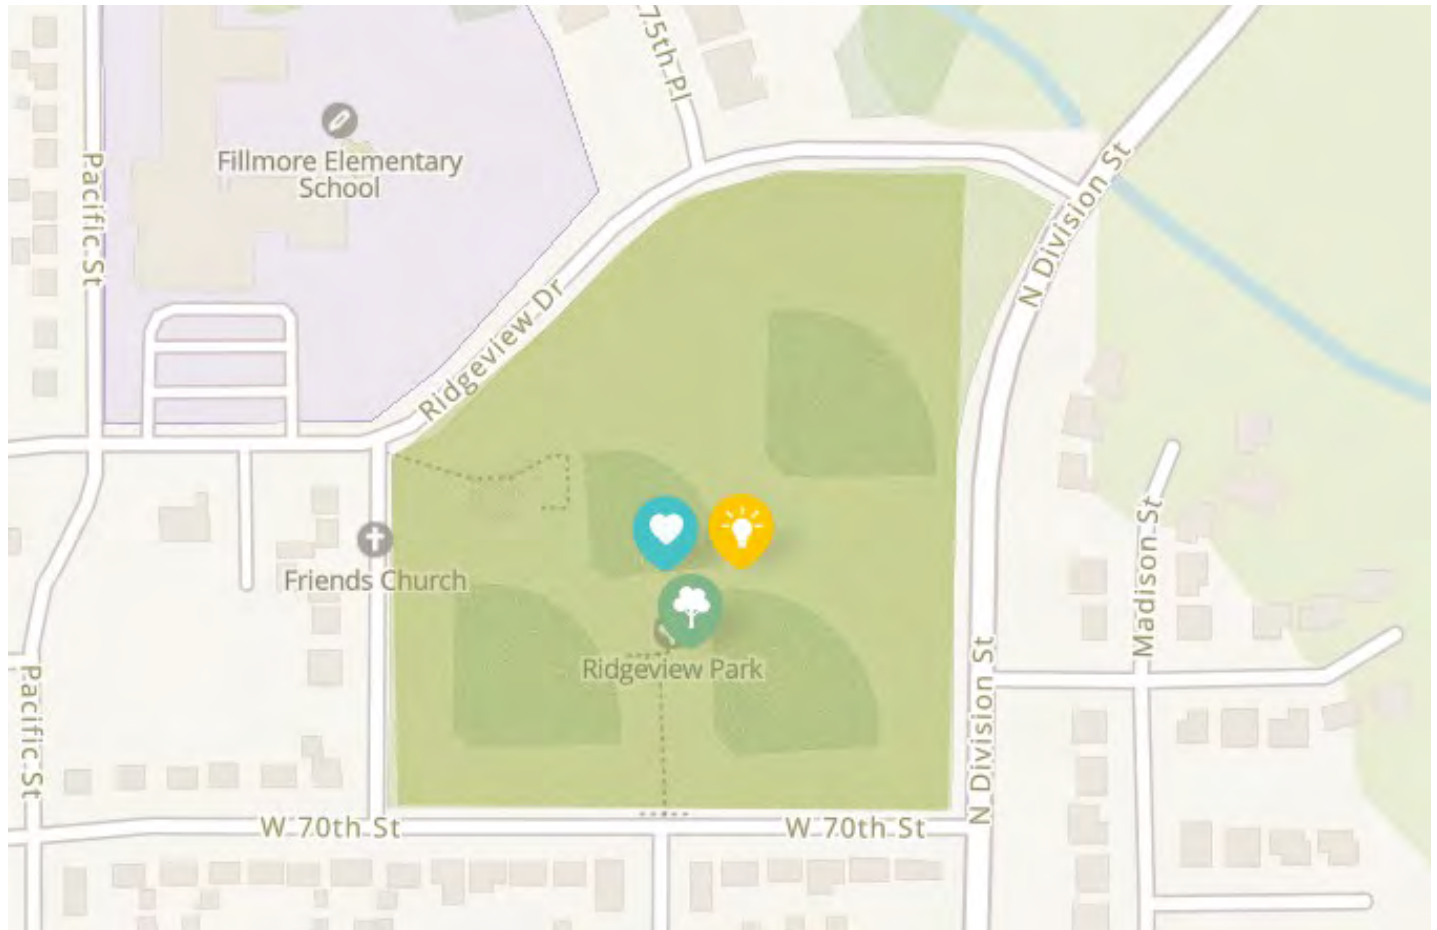 75th Pl
Fillmore Elementary
School
Pacific St
N Division St
Ridgeview Dr
Madison St
Friends Church
Ridgeview Park
Pacific St
N Division St
W 70th St
W 70th St